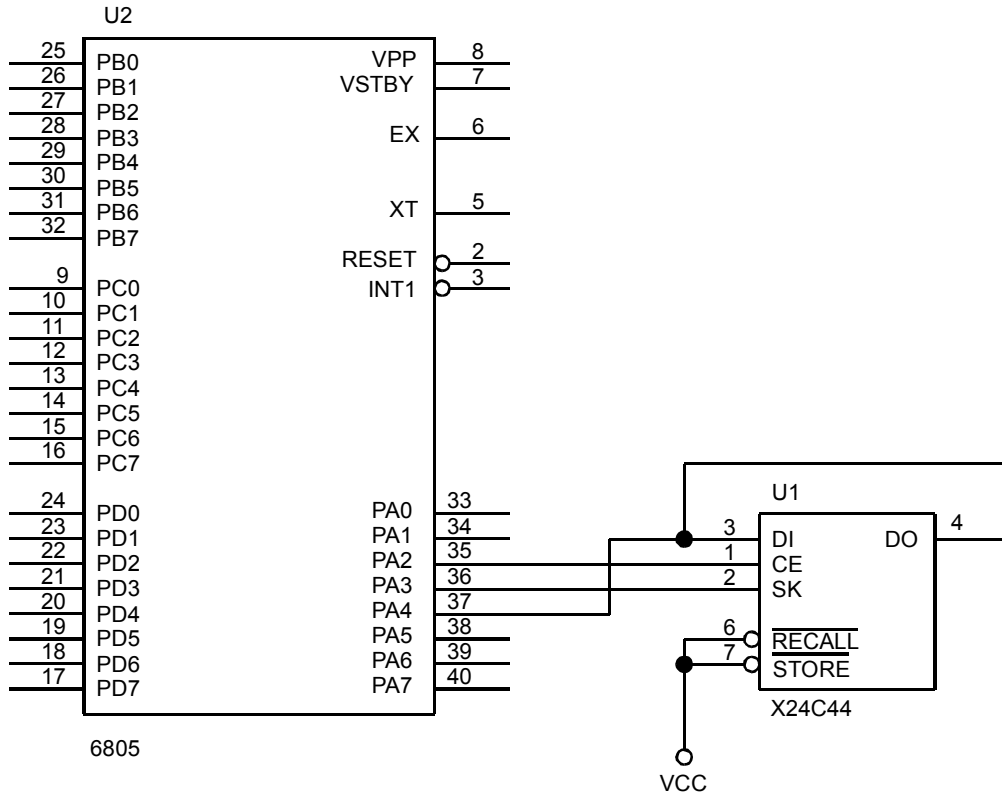 U2
25 PB0
26 PB1
27 PB2
28 PB3
29 PB4
30 PB5
31 PB6
32 PB7
9 PC0
10 PC1
11 PC2
12 PC3
13 PC4
14 PC5
15 PC6
16 PC7
24 PD0
23 PD1
22 PD2
21 PD3
20 PD4
19 PD5
18 PD6
17 PD7
VPP 8
VSTBY 7
EX 6
XT 5
RESET 2
INT1 3
PA0 33
PA1 34
PA2 35
PA3 36
PA4 37
PA5 38
PA6 39
PA7 40
6805
U1
3 DI
1 CE
2 SK
6 RECALL
7 STORE
DO 4
X24C44
VCC